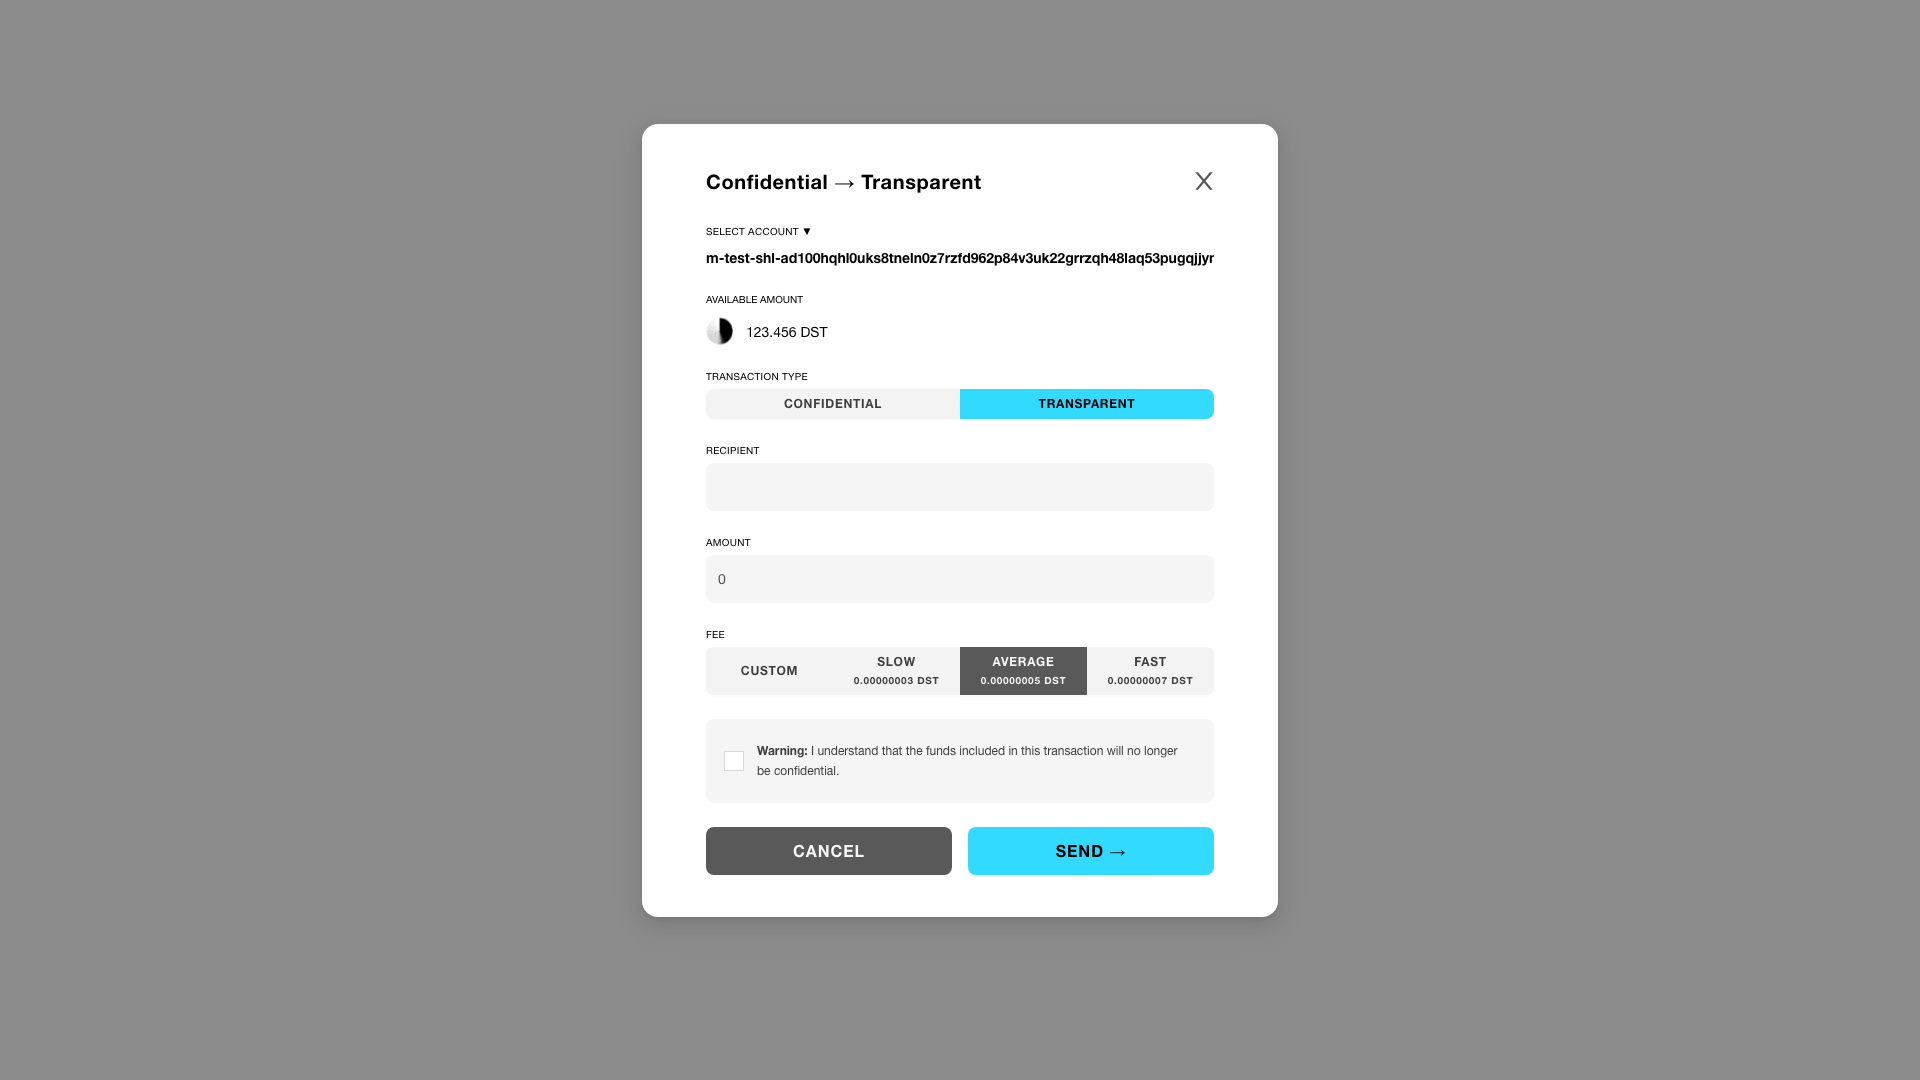 Confidential → Transparent
X
SELECT ACCOUNT ▼
m-test-shl-ad100hqhl0uks8tneln0z7rzfd962p84v3uk22grrzqh48laq53pugqjjyr
AVAILABLE AMOUNT
123.456 DST
TRANSACTION TYPE
CONFIDENTIAL TRANSPARENT
RECIPIENT
AMOUNT
0
FEE
CUSTOM SLOW AVERAGE FAST
0.00000003 DST 0.00000005 DST 0.00000007 DST
Warning: I understand that the funds included in this transaction will no longer
be confidential.
CANCEL SEND →